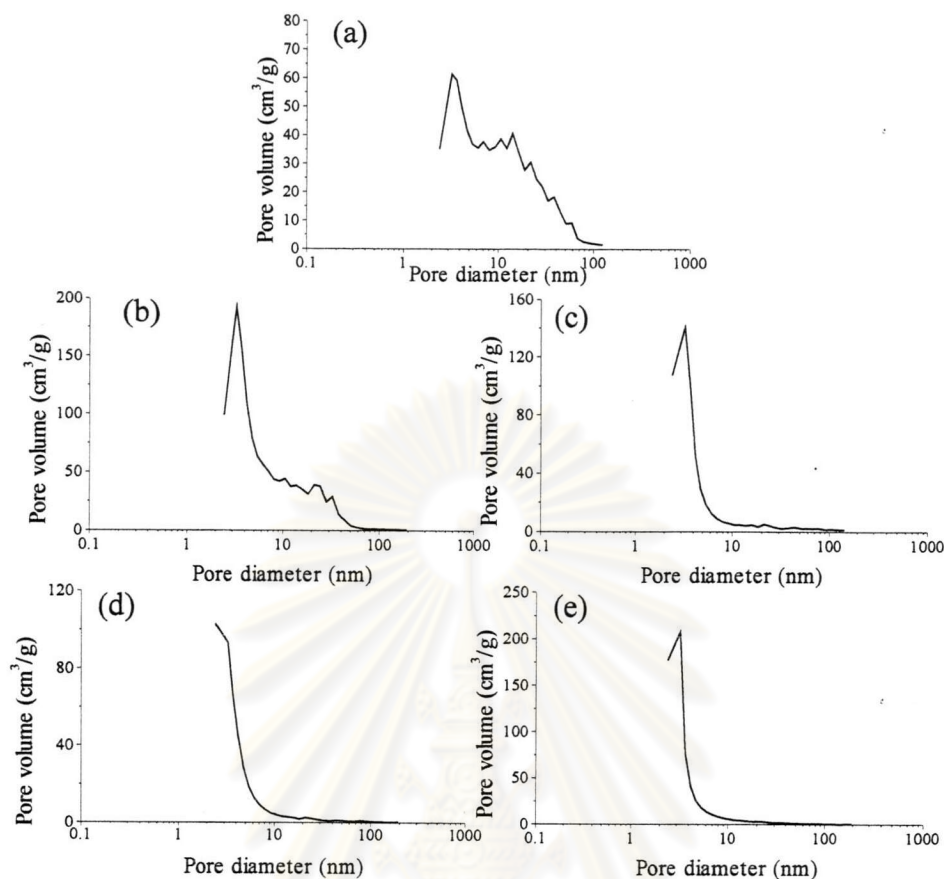 (a)
Pore volume (cm³/g)
80
70
60
50
40
30
20
10
0
0.1 1 10 100 1000
Pore diameter (nm)
(b)
Pore volume (cm³/g)
200
150
100
50
0
0.1 1 10 100 1000
Pore diameter (nm)
(c)
Pore volume (cm³/g)
160
120
80
40
0
0.1 1 10 100 1000
Pore diameter (nm)
(d)
Pore volume (cm³/g)
120
80
40
0
0.1 1 10 100 1000
Pore diameter (nm)
(e)
Pore volume (cm³/g)
250
200
150
100
50
0
0.1 1 10 100 1000
Pore diameter (nm)